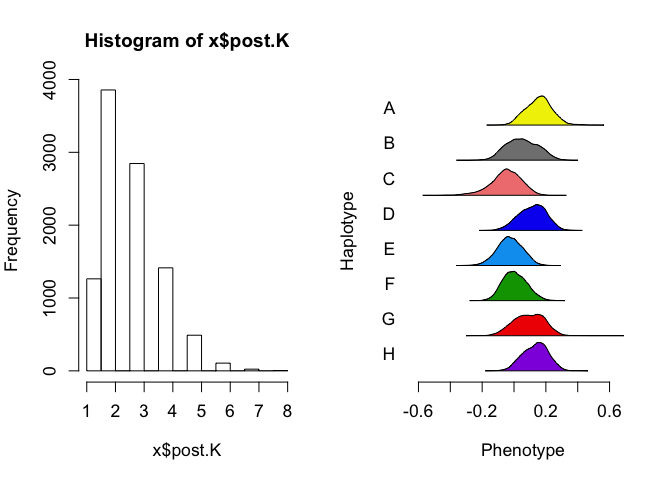 Histogram of x$post.K
Frequency
0
1000
2000
3000
4000
1 2 3 4 5 6 7 8
x$post.K
Haplotype
A
B
C
D
E
F
G
H
-0.6 -0.2 0.2 0.6
Phenotype